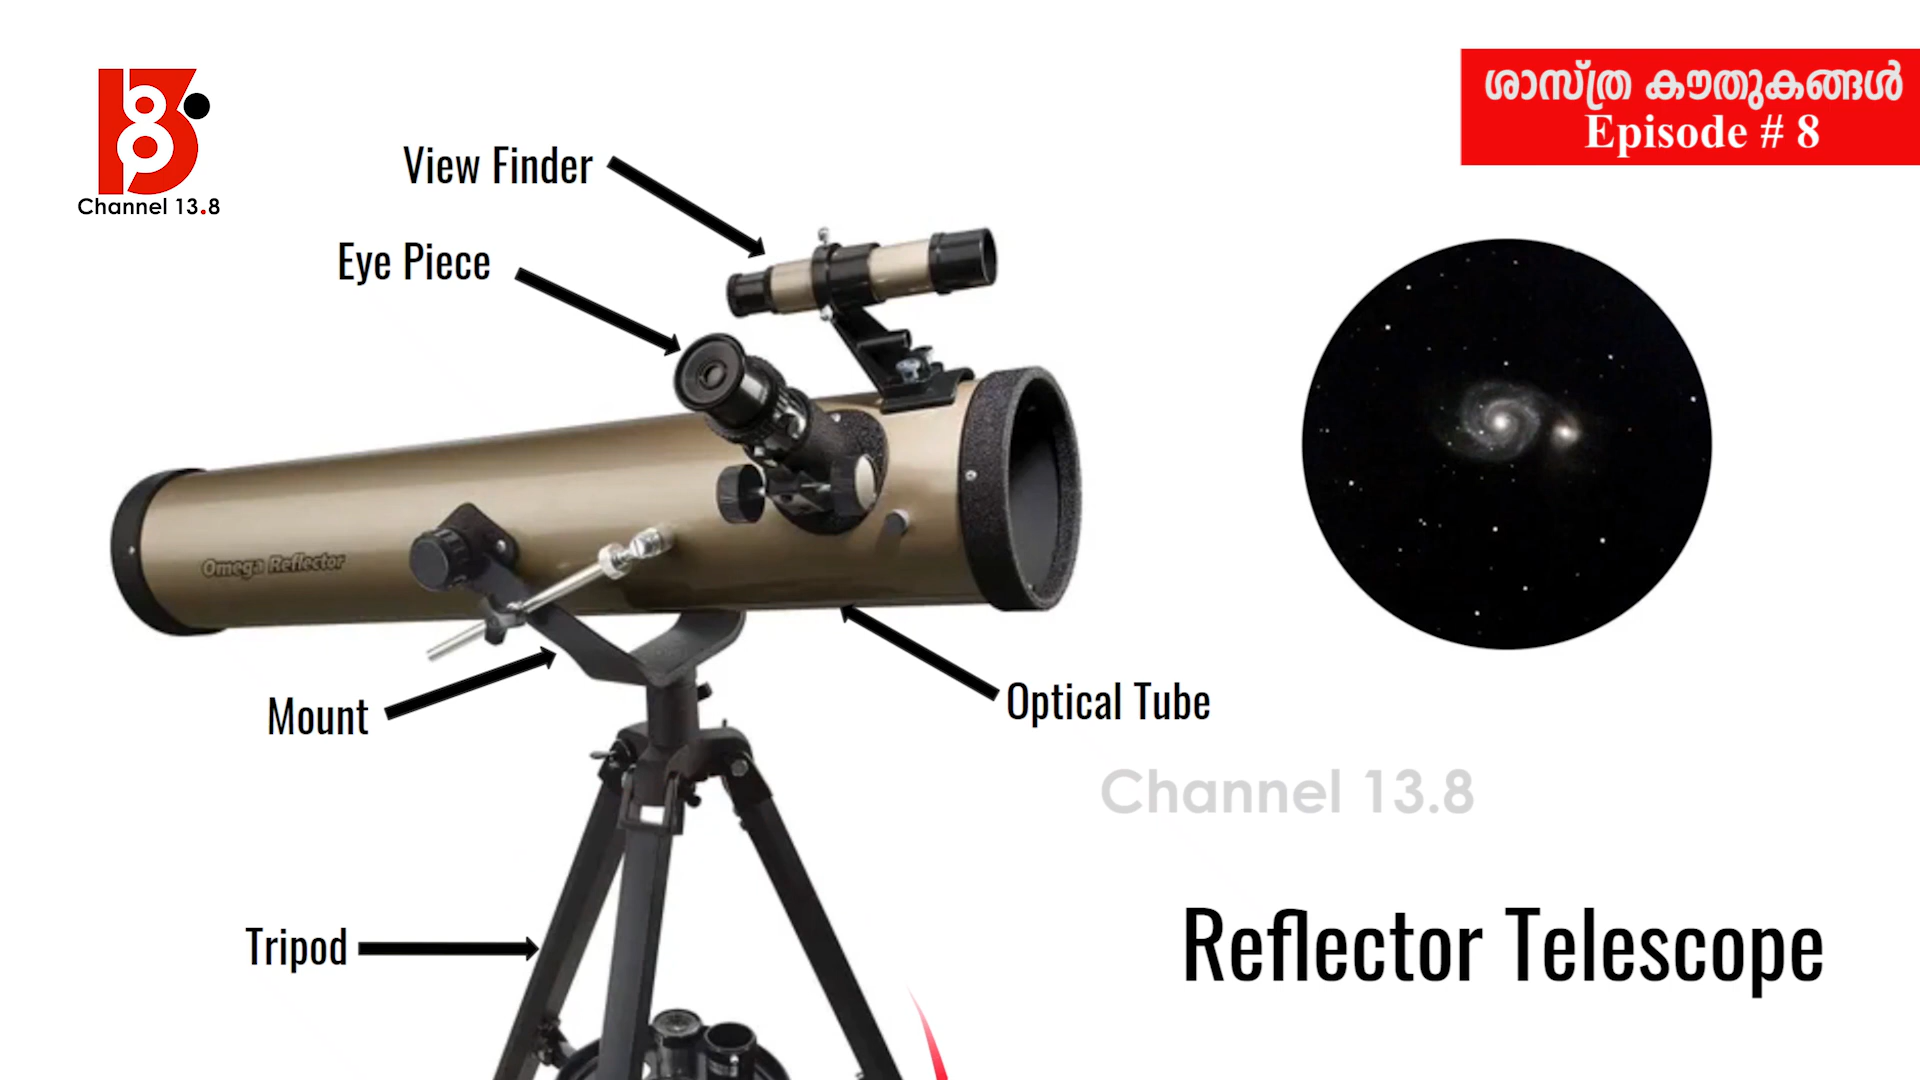 ശാസ്ത്ര കൗതുകങ്ങൾ
Episode # 8
Channel 13.8
View Finder
Eye Piece
Omega Reflector
Mount
Optical Tube
Channel 13.8
Tripod
Reflector Telescope